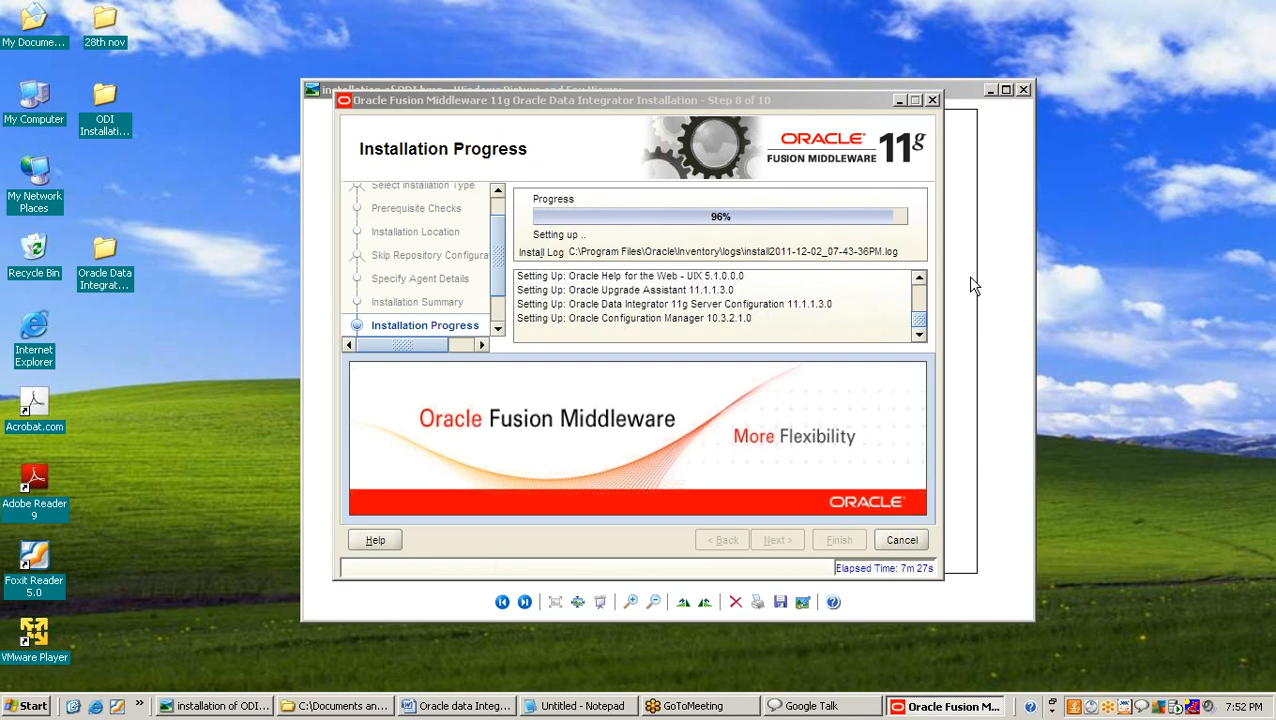 My Docume...
28th nov
My Computer
ODI
Installati...
My Network
Places
Recycle Bin
Oracle Data
Integrat...
Internet
Explorer
Acrobat.com
Adobe Reader
9
Foxit Reader
5.0
VMware Player
Oracle Fusion Middleware 11g Oracle Data Integrator Installation - Step 8 of 10
Installation Progress
ORACLE
FUSION MIDDLEWARE 11g
Select Installation Type
Prerequisite Checks
Installation Location
Skip Repository Configura
Specify Agent Details
Installation Summary
Installation Progress
Progress
96%
Setting up ..
Install Log C:\Program Files\Oracle\Inventory\logs\install2011-12-02_07-43-36PM.log
Setting Up: Oracle Help for the Web - UIX 5.1.0.0.0
Setting Up: Oracle Upgrade Assistant 11.1.1.3.0
Setting Up: Oracle Data Integrator 11g Server Configuration 11.1.1.3.0
Setting Up: Oracle Configuration Manager 10.3.2.1.0
Oracle Fusion Middleware
More Flexibility
ORACLE
Help
< Back
Next >
Finish
Cancel
Elapsed Time: 7m 27s
Start
»
installation of ODI...
C:\Documents an...
Oracle data Integ...
Untitled - Notepad
GoToMeeting
Google Talk
Oracle Fusion M...
7:52 PM